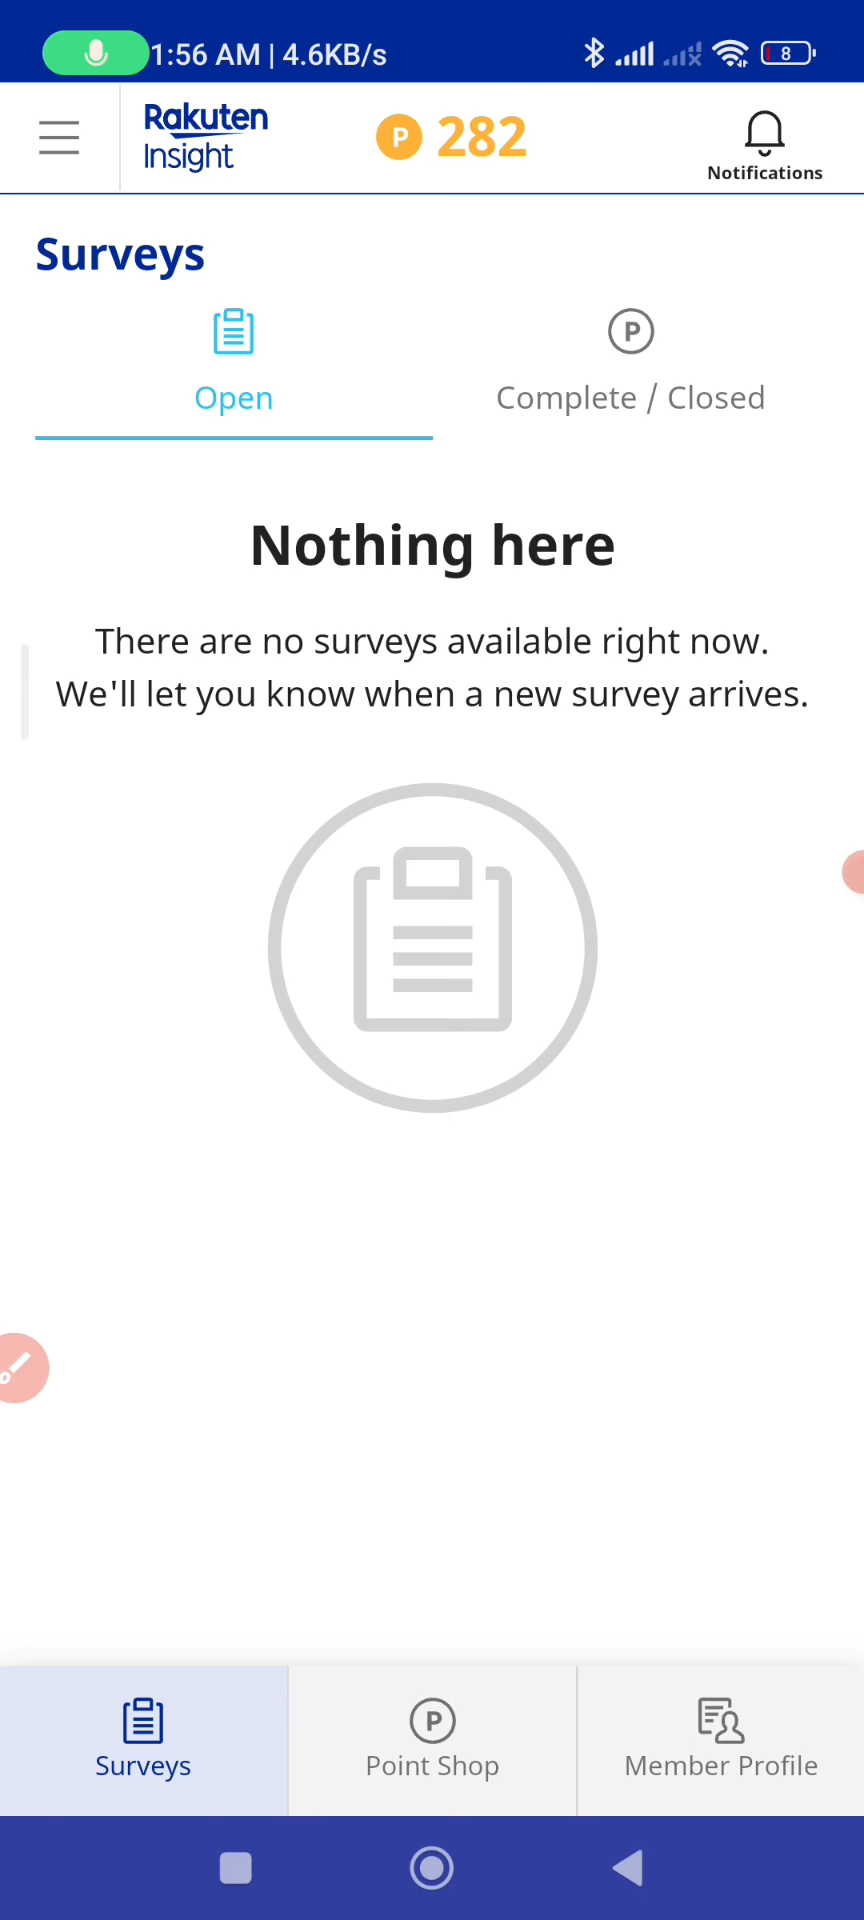 1:56 AM | 4.6KB/s
8
Rakuten
Insight
P 282
Notifications
Surveys
P
Open
Complete / Closed
Nothing here
There are no surveys available right now.
We'll let you know when a new survey arrives.
P
Surveys
Point Shop
Member Profile